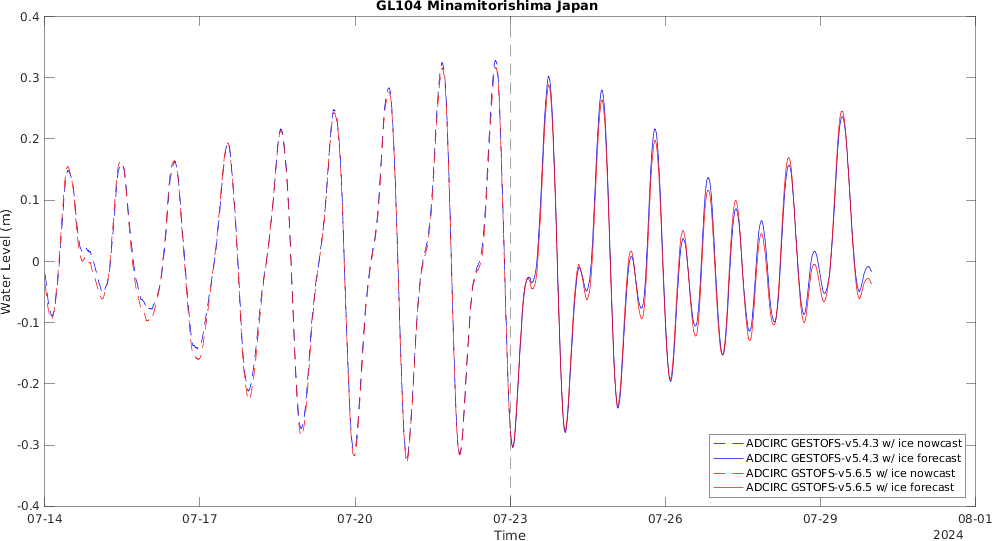 GL104 Minamitorishima Japan
0.4
0.3
0.2
0.1
0
-0.1
-0.2
-0.3
-0.4
Water Level (m)
07-14
07-17
07-20
07-23
07-26
07-29
08-01
Time
2024
ADCIRC GESTOFS-v5.4.3 w/ ice nowcast
ADCIRC GESTOFS-v5.4.3 w/ ice forecast
ADCIRC GSTOFS-v5.6.5 w/ ice nowcast
ADCIRC GSTOFS-v5.6.5 w/ ice forecast